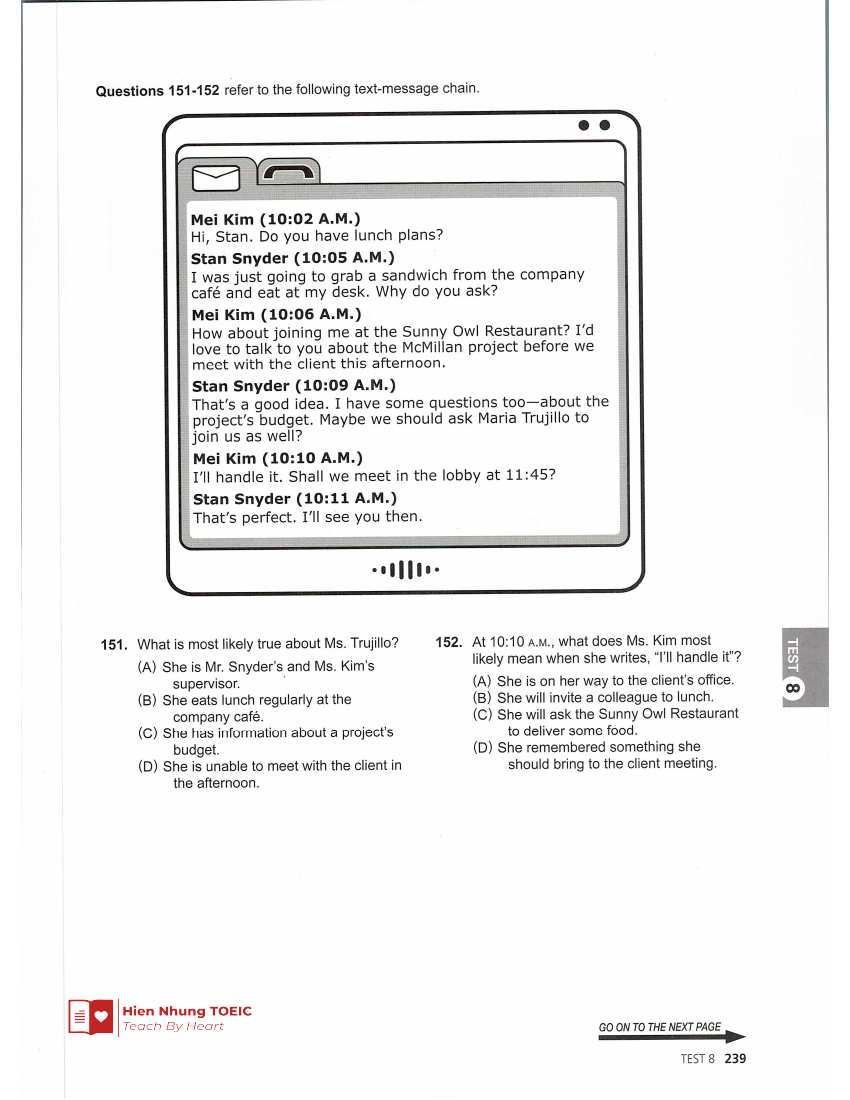 Questions 151-152 refer to the following text-message chain.
Mei Kim (10:02 A.M.)
Hi, Stan. Do you have lunch plans?
Stan Snyder (10:05 A.M.)
I was just going to grab a sandwich from the company
café and eat at my desk. Why do you ask?
Mei Kim (10:06 A.M.)
How about joining me at the Sunny Owl Restaurant? I'd
love to talk to you about the McMillan project before we
meet with the client this afternoon.
Stan Snyder (10:09 A.M.)
That's a good idea. I have some questions too—about the
project's budget. Maybe we should ask Maria Trujillo to
join us as well?
Mei Kim (10:10 A.M.)
I'll handle it. Shall we meet in the lobby at 11:45?
Stan Snyder (10:11 A.M.)
That's perfect. I'll see you then.
151. What is most likely true about Ms. Trujillo?
(A) She is Mr. Snyder's and Ms. Kim's
supervisor.
(B) She eats lunch regularly at the
company café.
(C) She has information about a project's
budget.
(D) She is unable to meet with the client in
the afternoon.
152. At 10:10 A.M., what does Ms. Kim most
likely mean when she writes, "I'll handle it"?
(A) She is on her way to the client's office.
(B) She will invite a colleague to lunch.
(C) She will ask the Sunny Owl Restaurant
to deliver some food.
(D) She remembered something she
should bring to the client meeting.
TEST 8
Hien Nhung TOEIC
Teach By Heart
GO ON TO THE NEXT PAGE
TEST 8 239